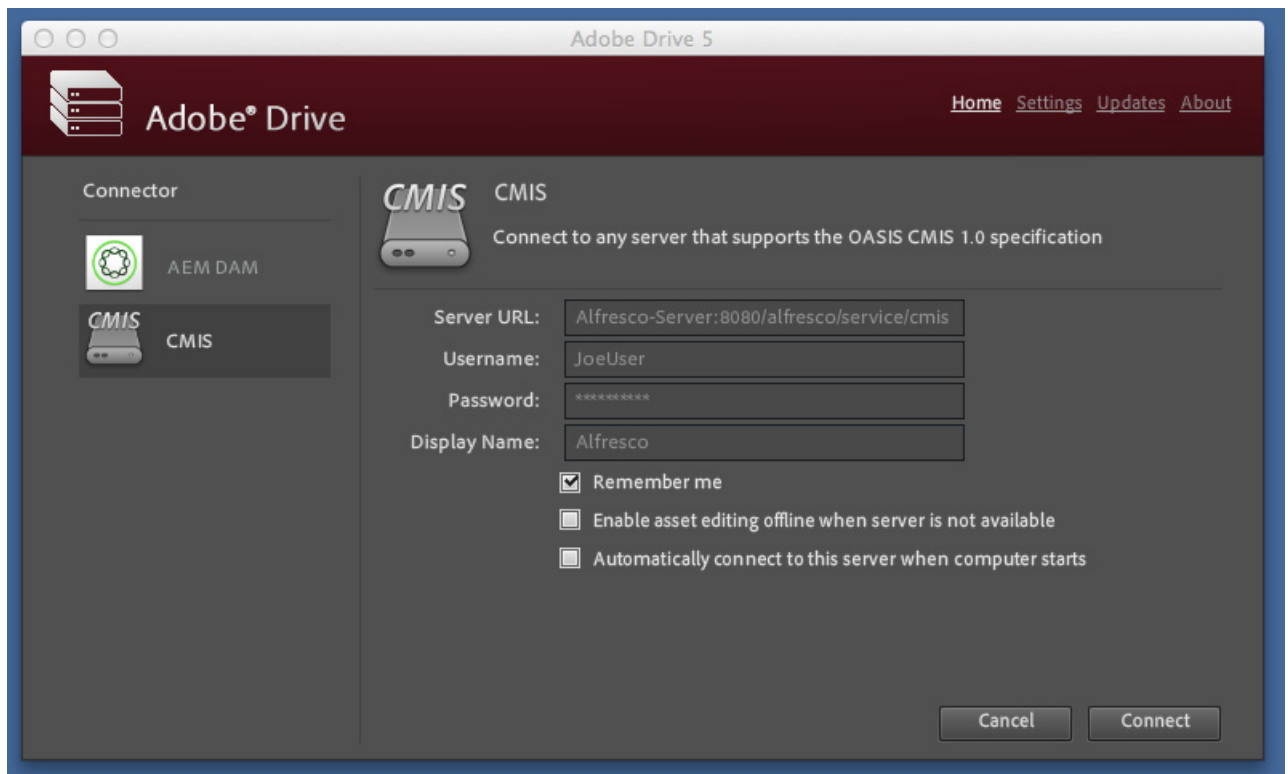 Adobe Drive 5
Adobe® Drive
Home Settings Updates About
Connector
AEM DAM
CMIS
CMIS
CMIS
CMIS
Connect to any server that supports the OASIS CMIS 1.0 specification
Server URL: Alfresco-Server:8080/alfresco/service/cmis
Username: JoeUser
Password: **********
Display Name: Alfresco
Remember me
Enable asset editing offline when server is not available
Automatically connect to this server when computer starts
Cancel Connect